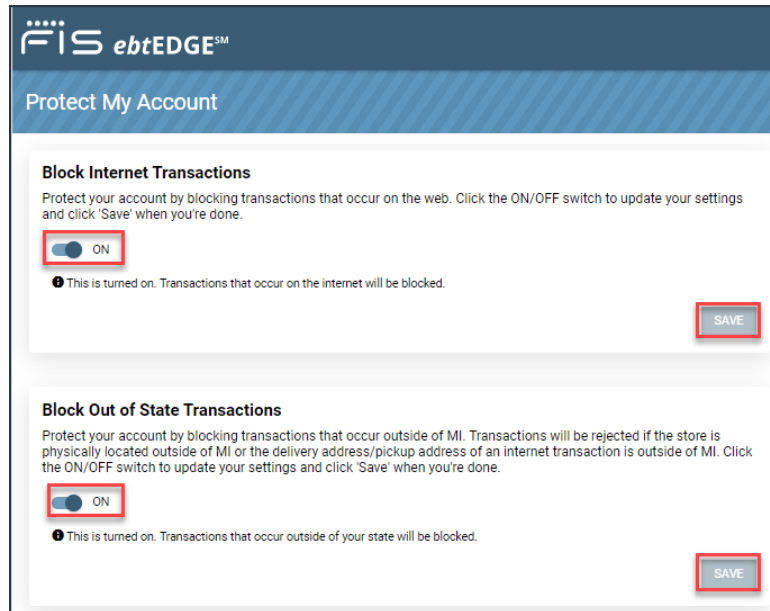 FIS ebtEDGE℠
Protect My Account
Block Internet Transactions
Protect your account by blocking transactions that occur on the web. Click the ON/OFF switch to update your settings
and click 'Save' when you're done.
ON
This is turned on. Transactions that occur on the internet will be blocked.
SAVE
Block Out of State Transactions
Protect your account by blocking transactions that occur outside of MI. Transactions will be rejected if the store is
physically located outside of MI or the delivery address/pickup address of an internet transaction is outside of MI. Click
the ON/OFF switch to update your settings and click 'Save' when you're done.
ON
This is turned on. Transactions that occur outside of your state will be blocked.
SAVE